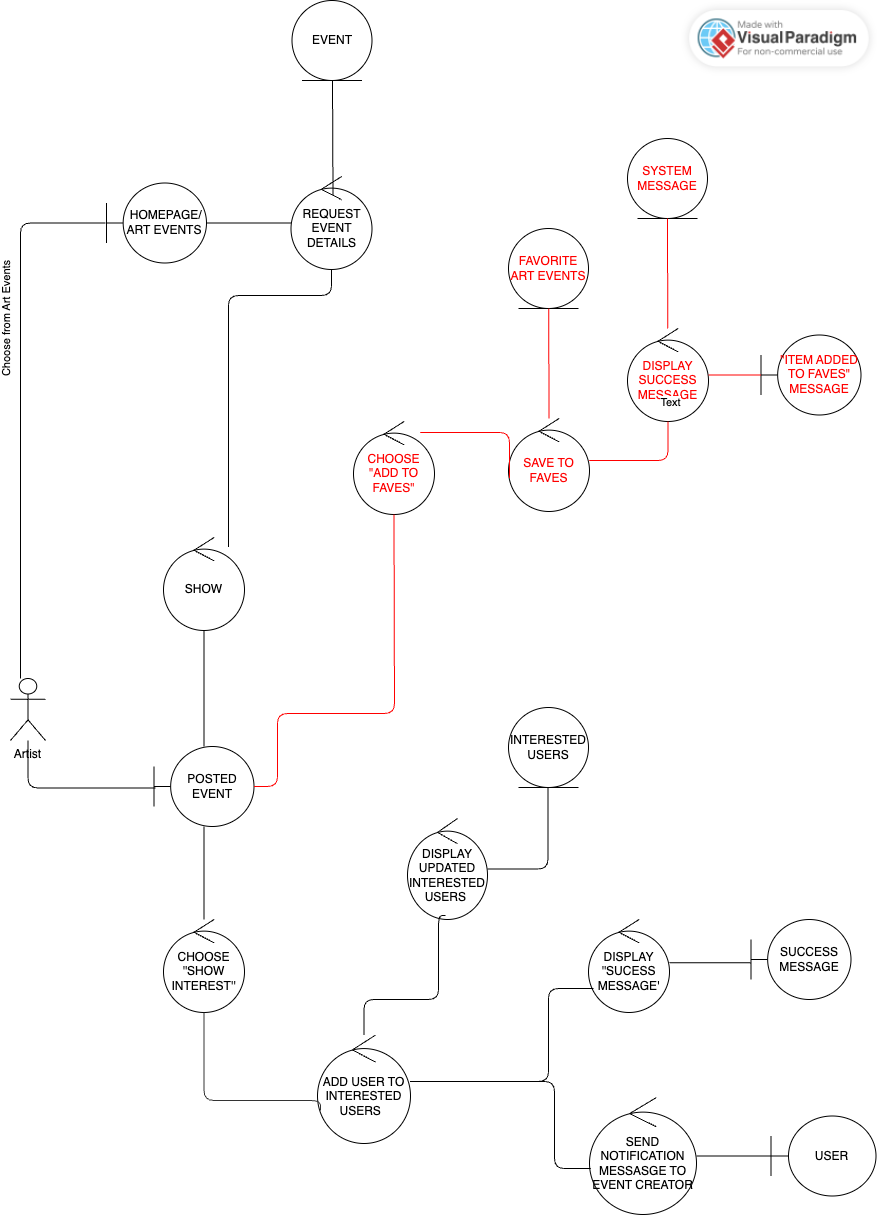 Made with
VisualParadigm
For non-commercial use
EVENT
SYSTEM
MESSAGE
HOMEPAGE/
ART EVENTS
REQUEST
EVENT
DETAILS
FAVORITE
ART EVENTS
Choose from Art Events
DISPLAY
SUCCESS
MESSAGE
Text
"ITEM ADDED
TO FAVES"
MESSAGE
CHOOSE
"ADD TO
FAVES"
SAVE TO
FAVES
SHOW
Artist
POSTED
EVENT
INTERESTED
USERS
DISPLAY
UPDATED
INTERESTED
USERS
CHOOSE
"SHOW
INTEREST"
DISPLAY
"SUCESS
MESSAGE'
SUCCESS
MESSAGE
ADD USER TO
INTERESTED
USERS
SEND
NOTIFICATION
MESSASGE TO
EVENT CREATOR
USER